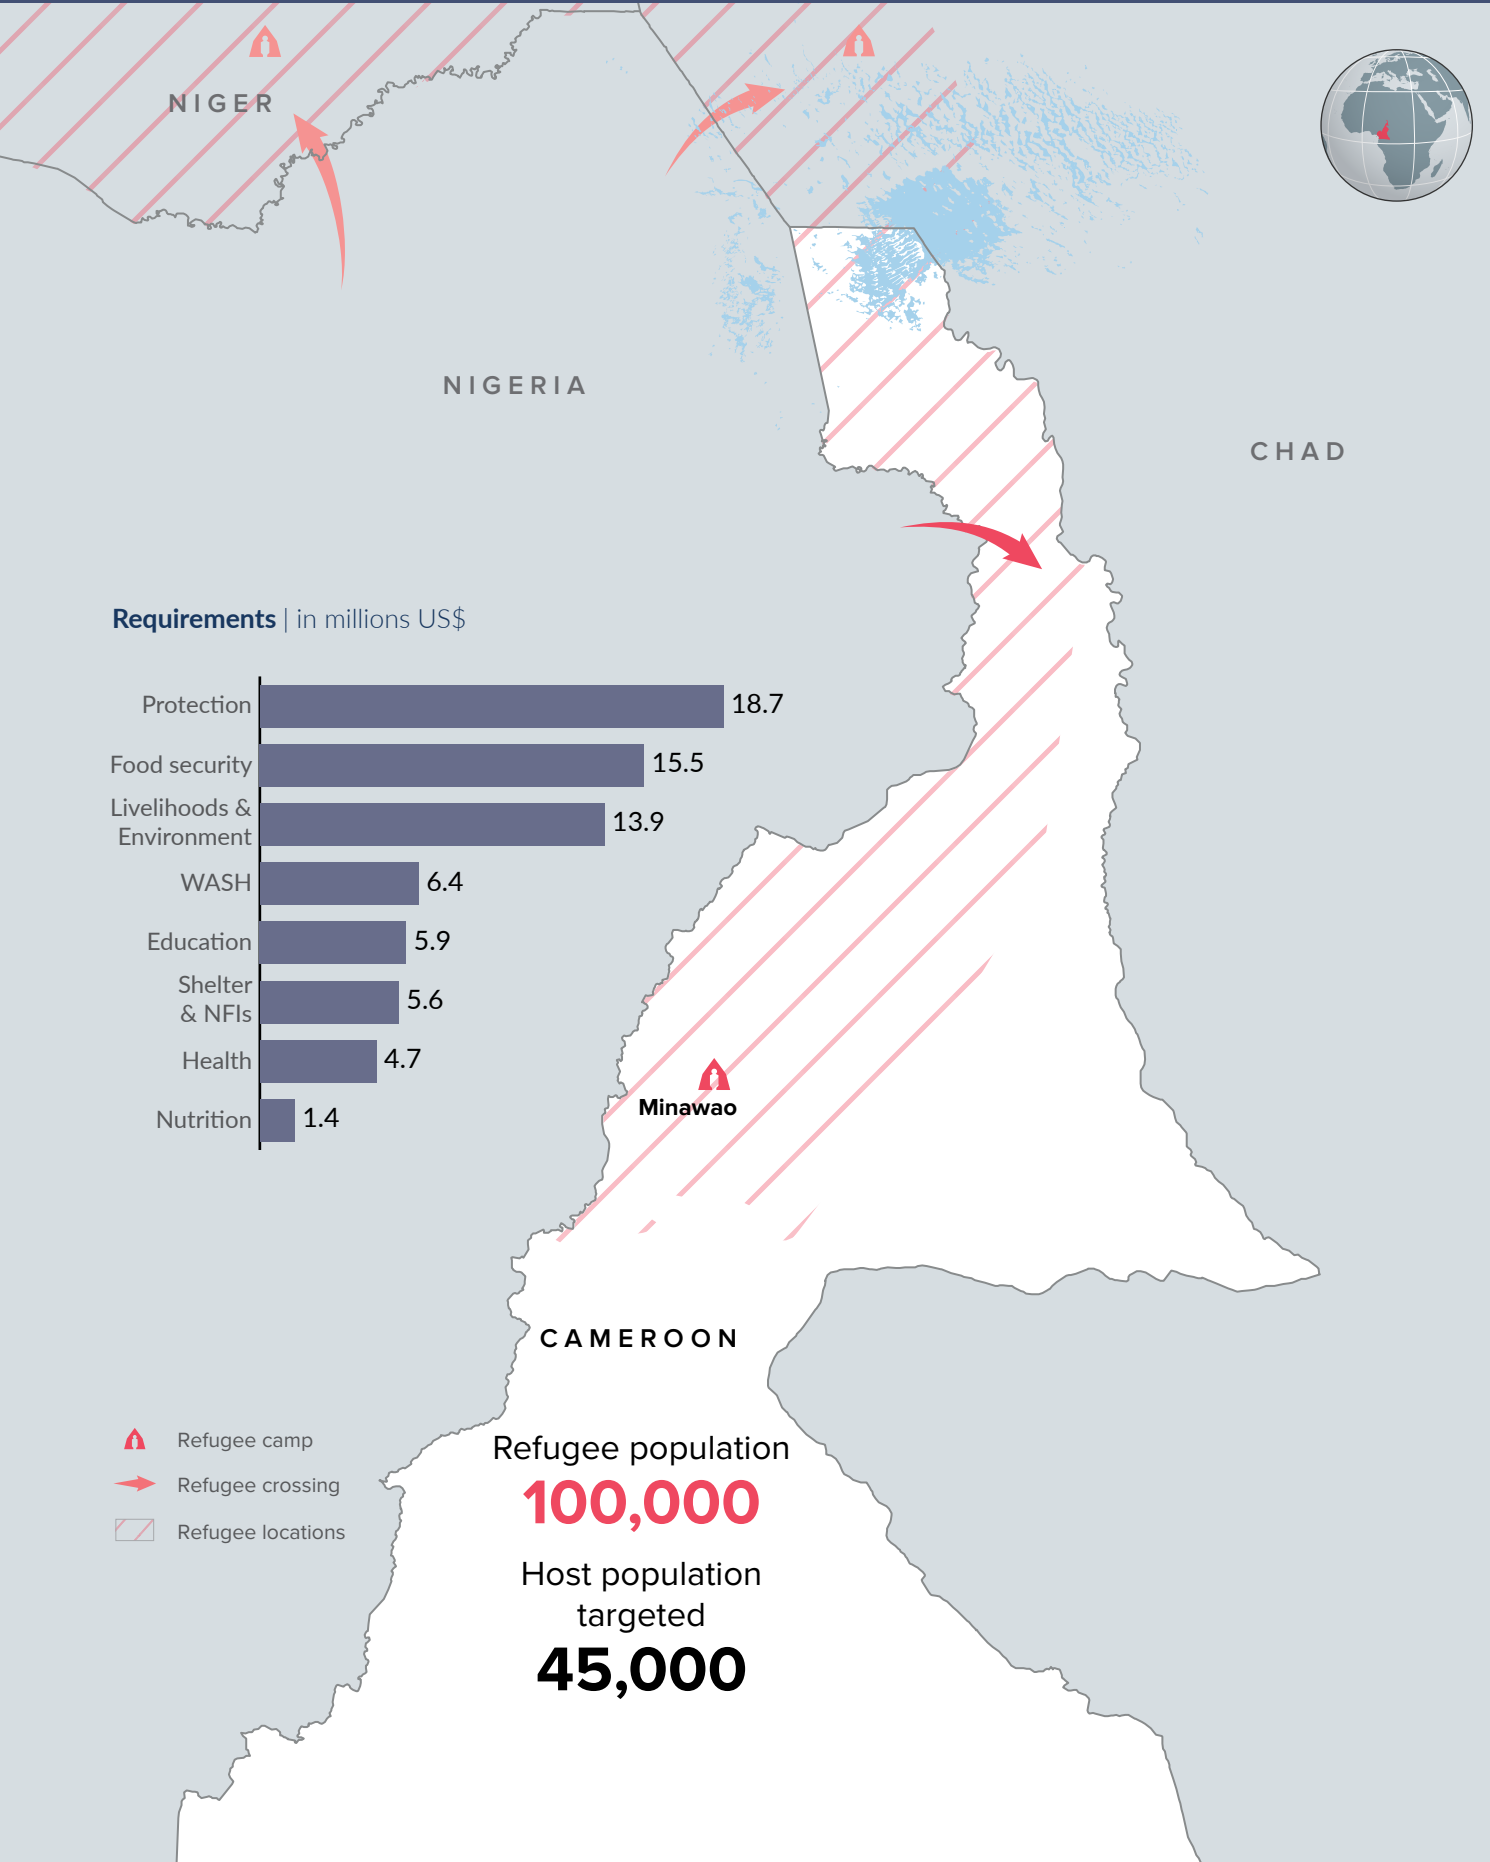 NIGER
NIGERIA
CHAD
Requirements | in millions US$
Protection 18.7
Food security 15.5
Livelihoods &
Environment 13.9
WASH 6.4
Education 5.9
Shelter
& NFIs 5.6
Health 4.7
Nutrition 1.4
Minawao
CAMEROON
Refugee population
100,000
Host population
targeted
45,000
Refugee camp
Refugee crossing
Refugee locations